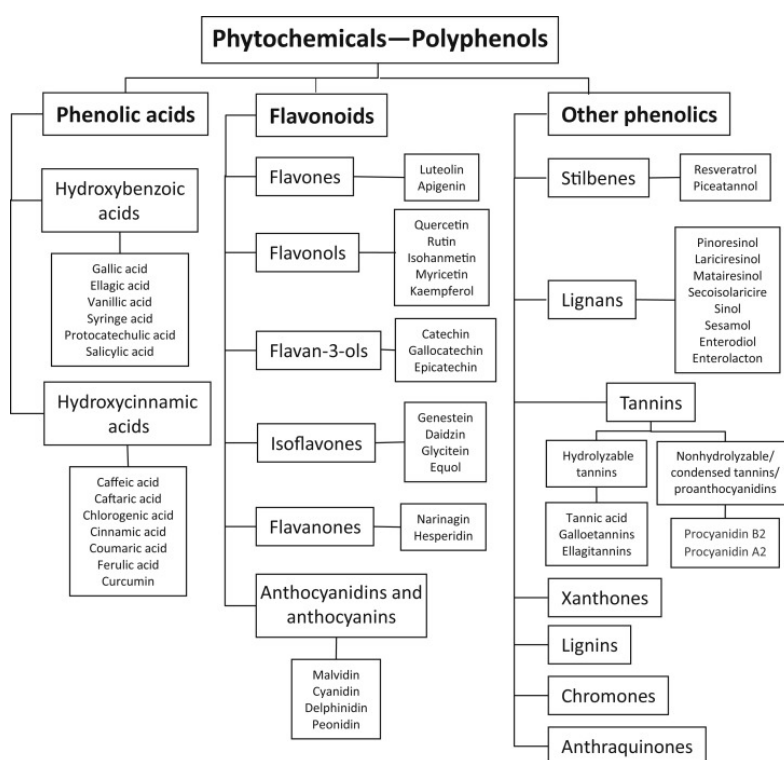 Phytochemicals—Polyphenols
Phenolic acids
Hydroxybenzoic
acids
Gallic acid
Ellagic acid
Vanillic acid
Syringe acid
Protocatechulic acid
Salicylic acid
Hydroxycinnamic
acids
Caffeic acid
Caftaric acid
Chlorogenic acid
Cinnamic acid
Coumaric acid
Ferulic acid
Curcumin
Flavonoids
Flavones
Luteolin
Apigenin
Flavonols
Quercetin
Rutin
Isohanmetin
Myricetin
Kaempferol
Flavan-3-ols
Catechin
Gallocatechin
Epicatechin
Isoflavones
Genestein
Daidzin
Glycitein
Equol
Flavanones
Narinagin
Hesperidin
Anthocyanidins and
anthocyanins
Malvidin
Cyanidin
Delphinidin
Peonidin
Other phenolics
Stilbenes
Resveratrol
Piceatannol
Lignans
Pinoresinol
Lariciresinol
Matairesinol
Secoisolaricire
Sinol
Sesamol
Enterodiol
Enterolacton
Tannins
Hydrolyzable
tannins
Tannic acid
Galloetannins
Ellagitannins
Nonhydrolyzable/
condensed tannins/
proanthocyanidins
Procyanidin B2
Procyanidin A2
Xanthones
Lignins
Chromones
Anthraquinones